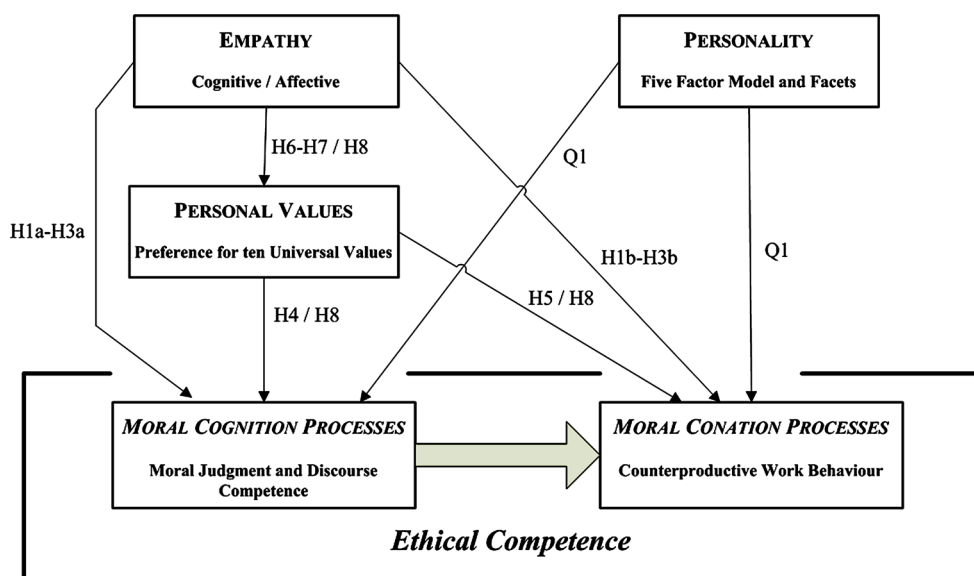 EMPATHY
Cognitive / Affective
PERSONALITY
Five Factor Model and Facets
H6-H7 / H8
Q1
PERSONAL VALUES
Preference for ten Universal Values
H1a-H3a
H1b-H3b
Q1
H5 / H8
H4 / H8
MORAL COGNITION PROCESSES
Moral Judgment and Discourse
Competence
MORAL CONATION PROCESSES
Counterproductive Work Behaviour
Ethical Competence